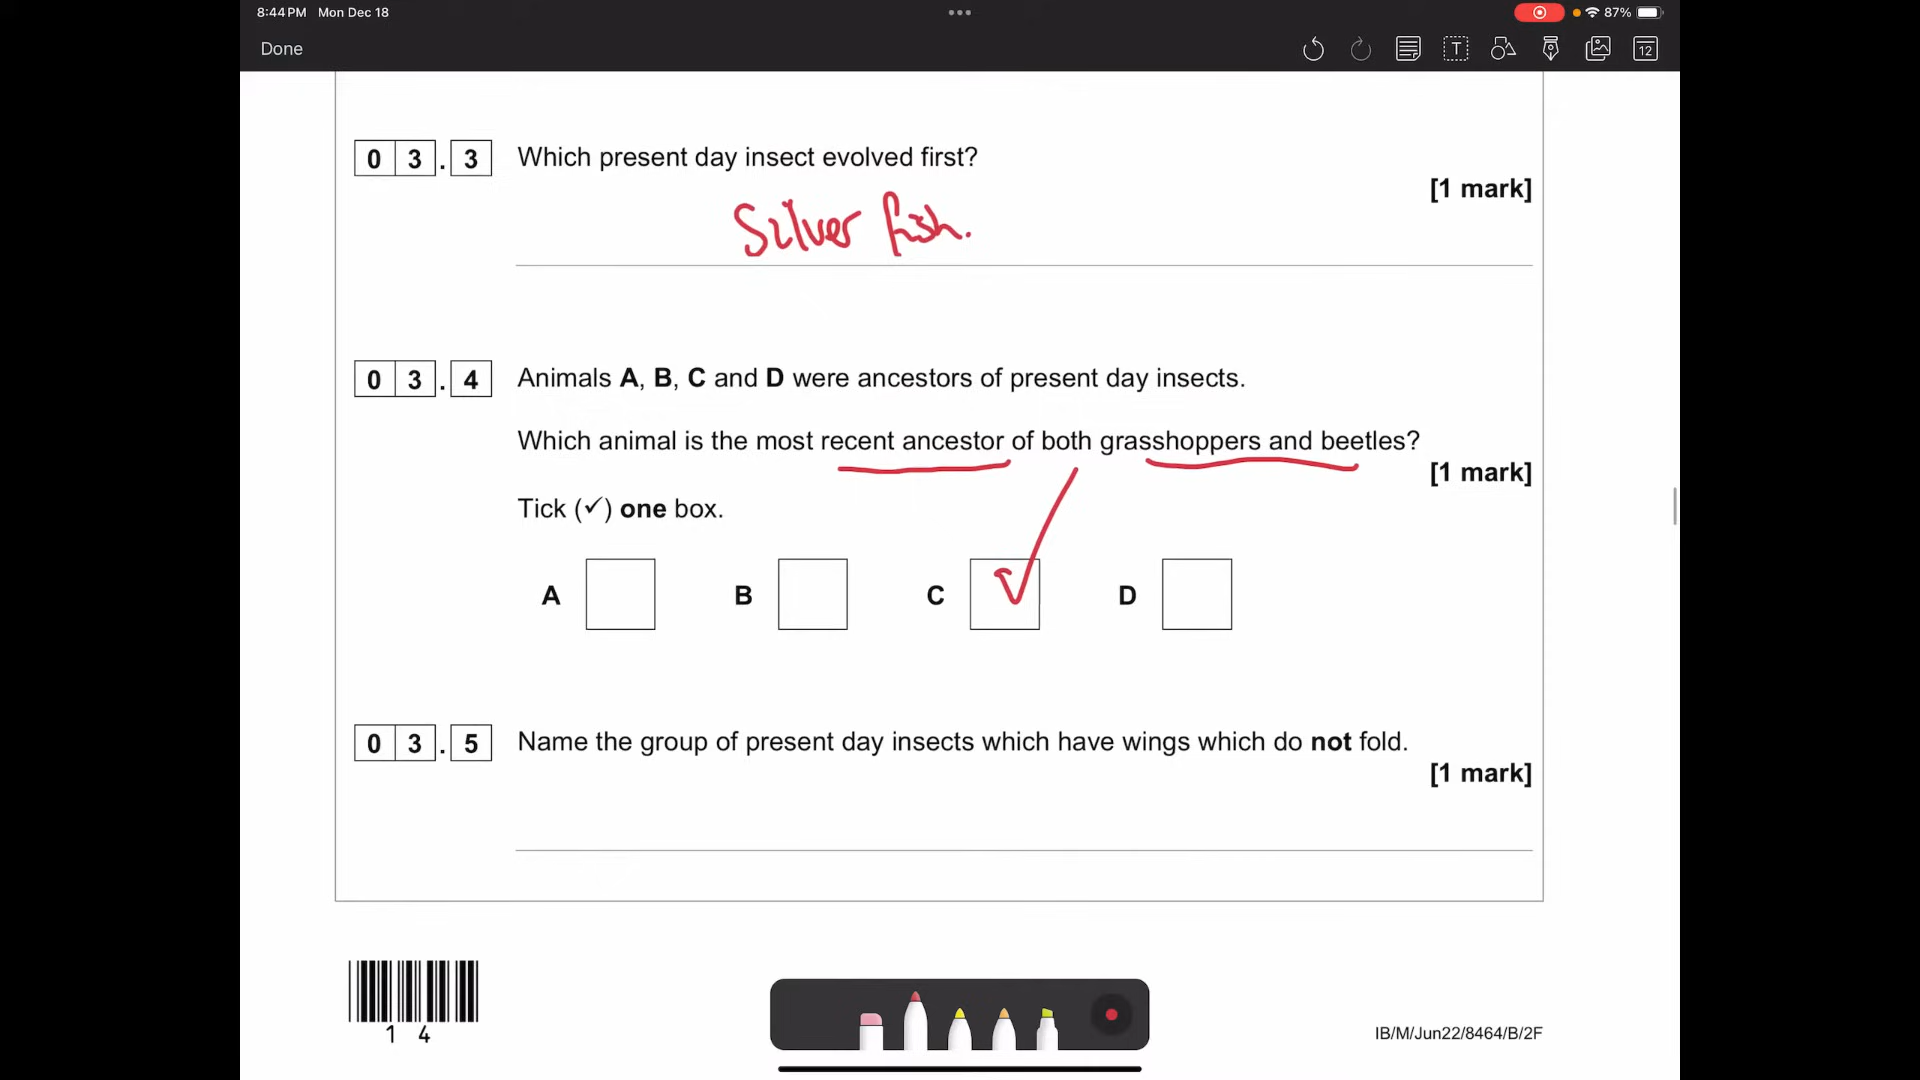 8:44 PM Mon Dec 18
87%
Done
T
12
0 3 . 3 Which present day insect evolved first?
[1 mark]
Silver fish.
0 3 . 4 Animals A, B, C and D were ancestors of present day insects.
Which animal is the most recent ancestor of both grasshoppers and beetles?
[1 mark]
Tick (✓) one box.
A B C D
0 3 . 5 Name the group of present day insects which have wings which do not fold.
[1 mark]
1 4
IB/M/Jun22/8464/B/2F